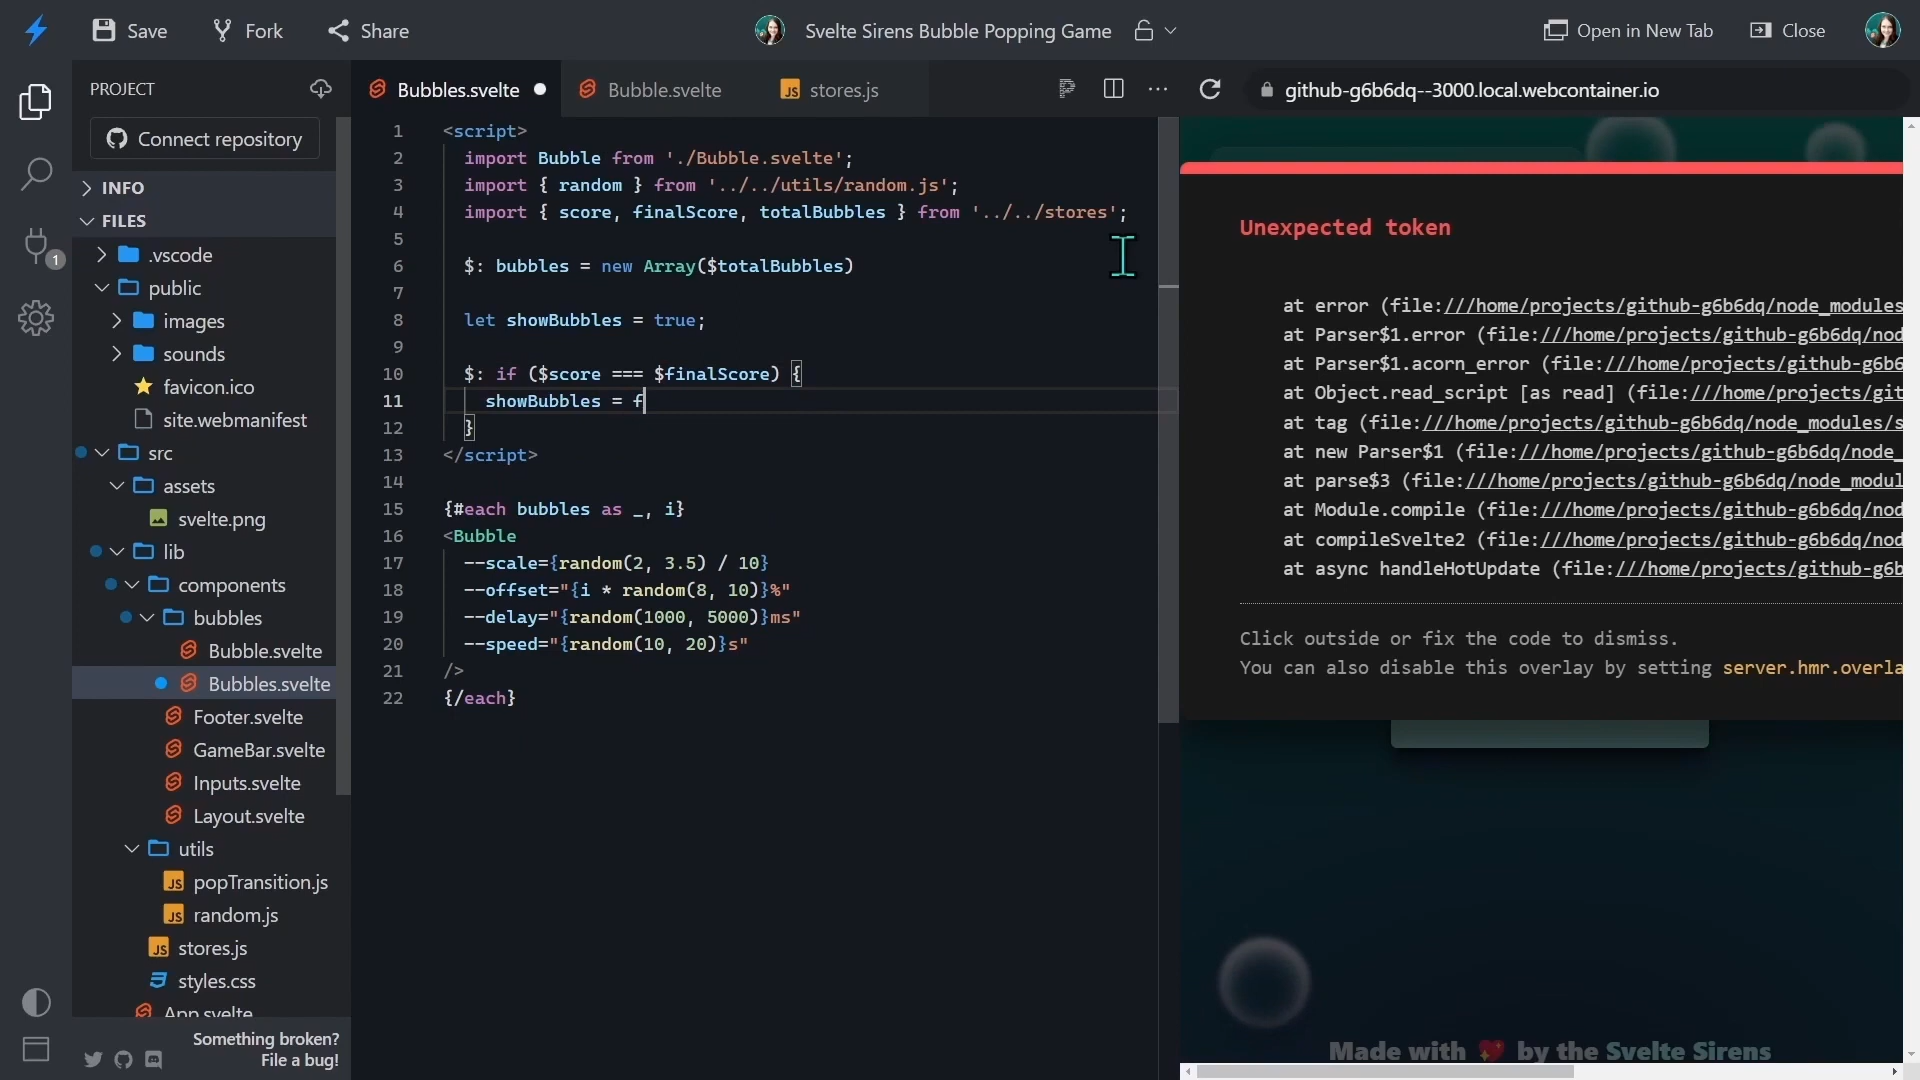 Save
Fork
Share
Svelte Sirens Bubble Popping Game
Open in New Tab
Close
PROJECT
Connect repository
INFO
FILES
.vscode
public
images
sounds
favicon.ico
site.webmanifest
src
assets
svelte.png
lib
components
bubbles
Bubble.svelte
Bubbles.svelte
Footer.svelte
GameBar.svelte
Inputs.svelte
Layout.svelte
utils
JS popTransition.js
JS random.js
JS stores.js
styles.css
App.svelte
Something broken?
File a bug!
1
Bubbles.svelte
Bubble.svelte
JS stores.js
1 <script>
2 import Bubble from './Bubble.svelte';
3 import { random } from '../../utils/random.js';
4 import { score, finalScore, totalBubbles } from '../../stores';
5
6 $: bubbles = new Array($totalBubbles)
7
8 let showBubbles = true;
9
10 $: if ($score === $finalScore) {
11 showBubbles = f
12 }
13 </script>
14
15 {#each bubbles as _, i}
16 <Bubble
17 --scale={random(2, 3.5) / 10}
18 --offset="{i * random(8, 10)}%"
19 --delay="{random(1000, 5000)}ms"
20 --speed="{random(10, 20)}s"
21 />
22 {/each}
github-g6b6dq--3000.local.webcontainer.io
Unexpected token
at error (file:///home/projects/github-g6b6dq/node_modules
at Parser$1.error (file:///home/projects/github-g6b6dq/nod
at Parser$1.acorn_error (file:///home/projects/github-g6b6
at Object.read_script [as read] (file:///home/projects/git
at tag (file:///home/projects/github-g6b6dq/node_modules/s
at new Parser$1 (file:///home/projects/github-g6b6dq/node_
at parse$3 (file:///home/projects/github-g6b6dq/node_modul
at Module.compile (file:///home/projects/github-g6b6dq/nod
at compileSvelte2 (file:///home/projects/github-g6b6dq/nod
at async handleHotUpdate (file:///home/projects/github-g6b
Click outside or fix the code to dismiss.
You can also disable this overlay by setting server.hmr.overla
Made with 💖 by the Svelte Sirens